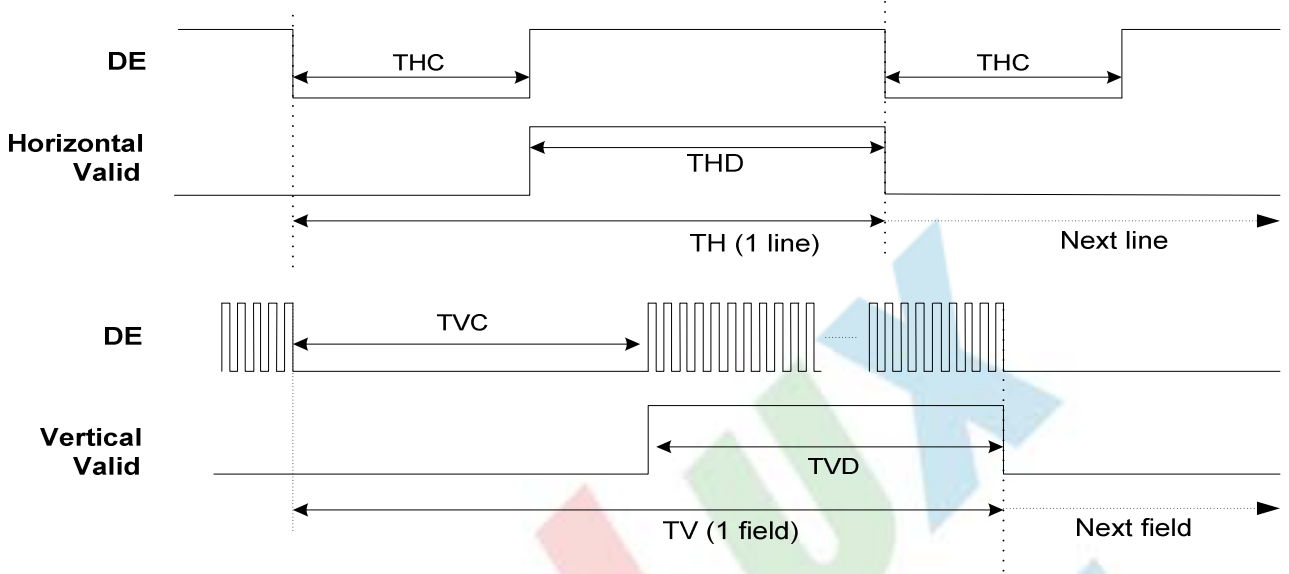 DE
THC
THC
Horizontal
Valid
THD
TH (1 line)
Next line
DE
TVC
Vertical
Valid
TVD
TV (1 field)
Next field